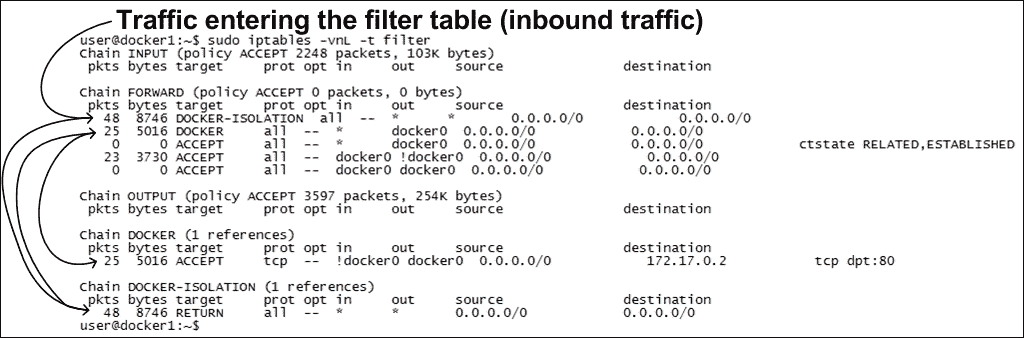 Traffic entering the filter table (inbound traffic)
user@docker1:~$ sudo iptables -vnL -t filter
Chain INPUT (policy ACCEPT 2248 packets, 103K bytes)
pkts bytes target prot opt in out source destination
Chain FORWARD (policy ACCEPT 0 packets, 0 bytes)
pkts bytes target prot opt in out source destination
48 8746 DOCKER-ISOLATION all -- * * 0.0.0.0/0 0.0.0.0/0
25 5016 DOCKER all -- * docker0 0.0.0.0/0 0.0.0.0/0
0 0 ACCEPT all -- * docker0 0.0.0.0/0 0.0.0.0/0 ctstate RELATED,ESTABLISHED
23 3730 ACCEPT all -- docker0 !docker0 0.0.0.0/0 0.0.0.0/0
0 0 ACCEPT all -- docker0 docker0 0.0.0.0/0 0.0.0.0/0
Chain OUTPUT (policy ACCEPT 3597 packets, 254K bytes)
pkts bytes target prot opt in out source destination
Chain DOCKER (1 references)
pkts bytes target prot opt in out source destination
25 5016 ACCEPT tcp -- !docker0 docker0 0.0.0.0/0 172.17.0.2 tcp dpt:80
Chain DOCKER-ISOLATION (1 references)
pkts bytes target prot opt in out source destination
48 8746 RETURN all -- * * 0.0.0.0/0 0.0.0.0/0
user@docker1:~$